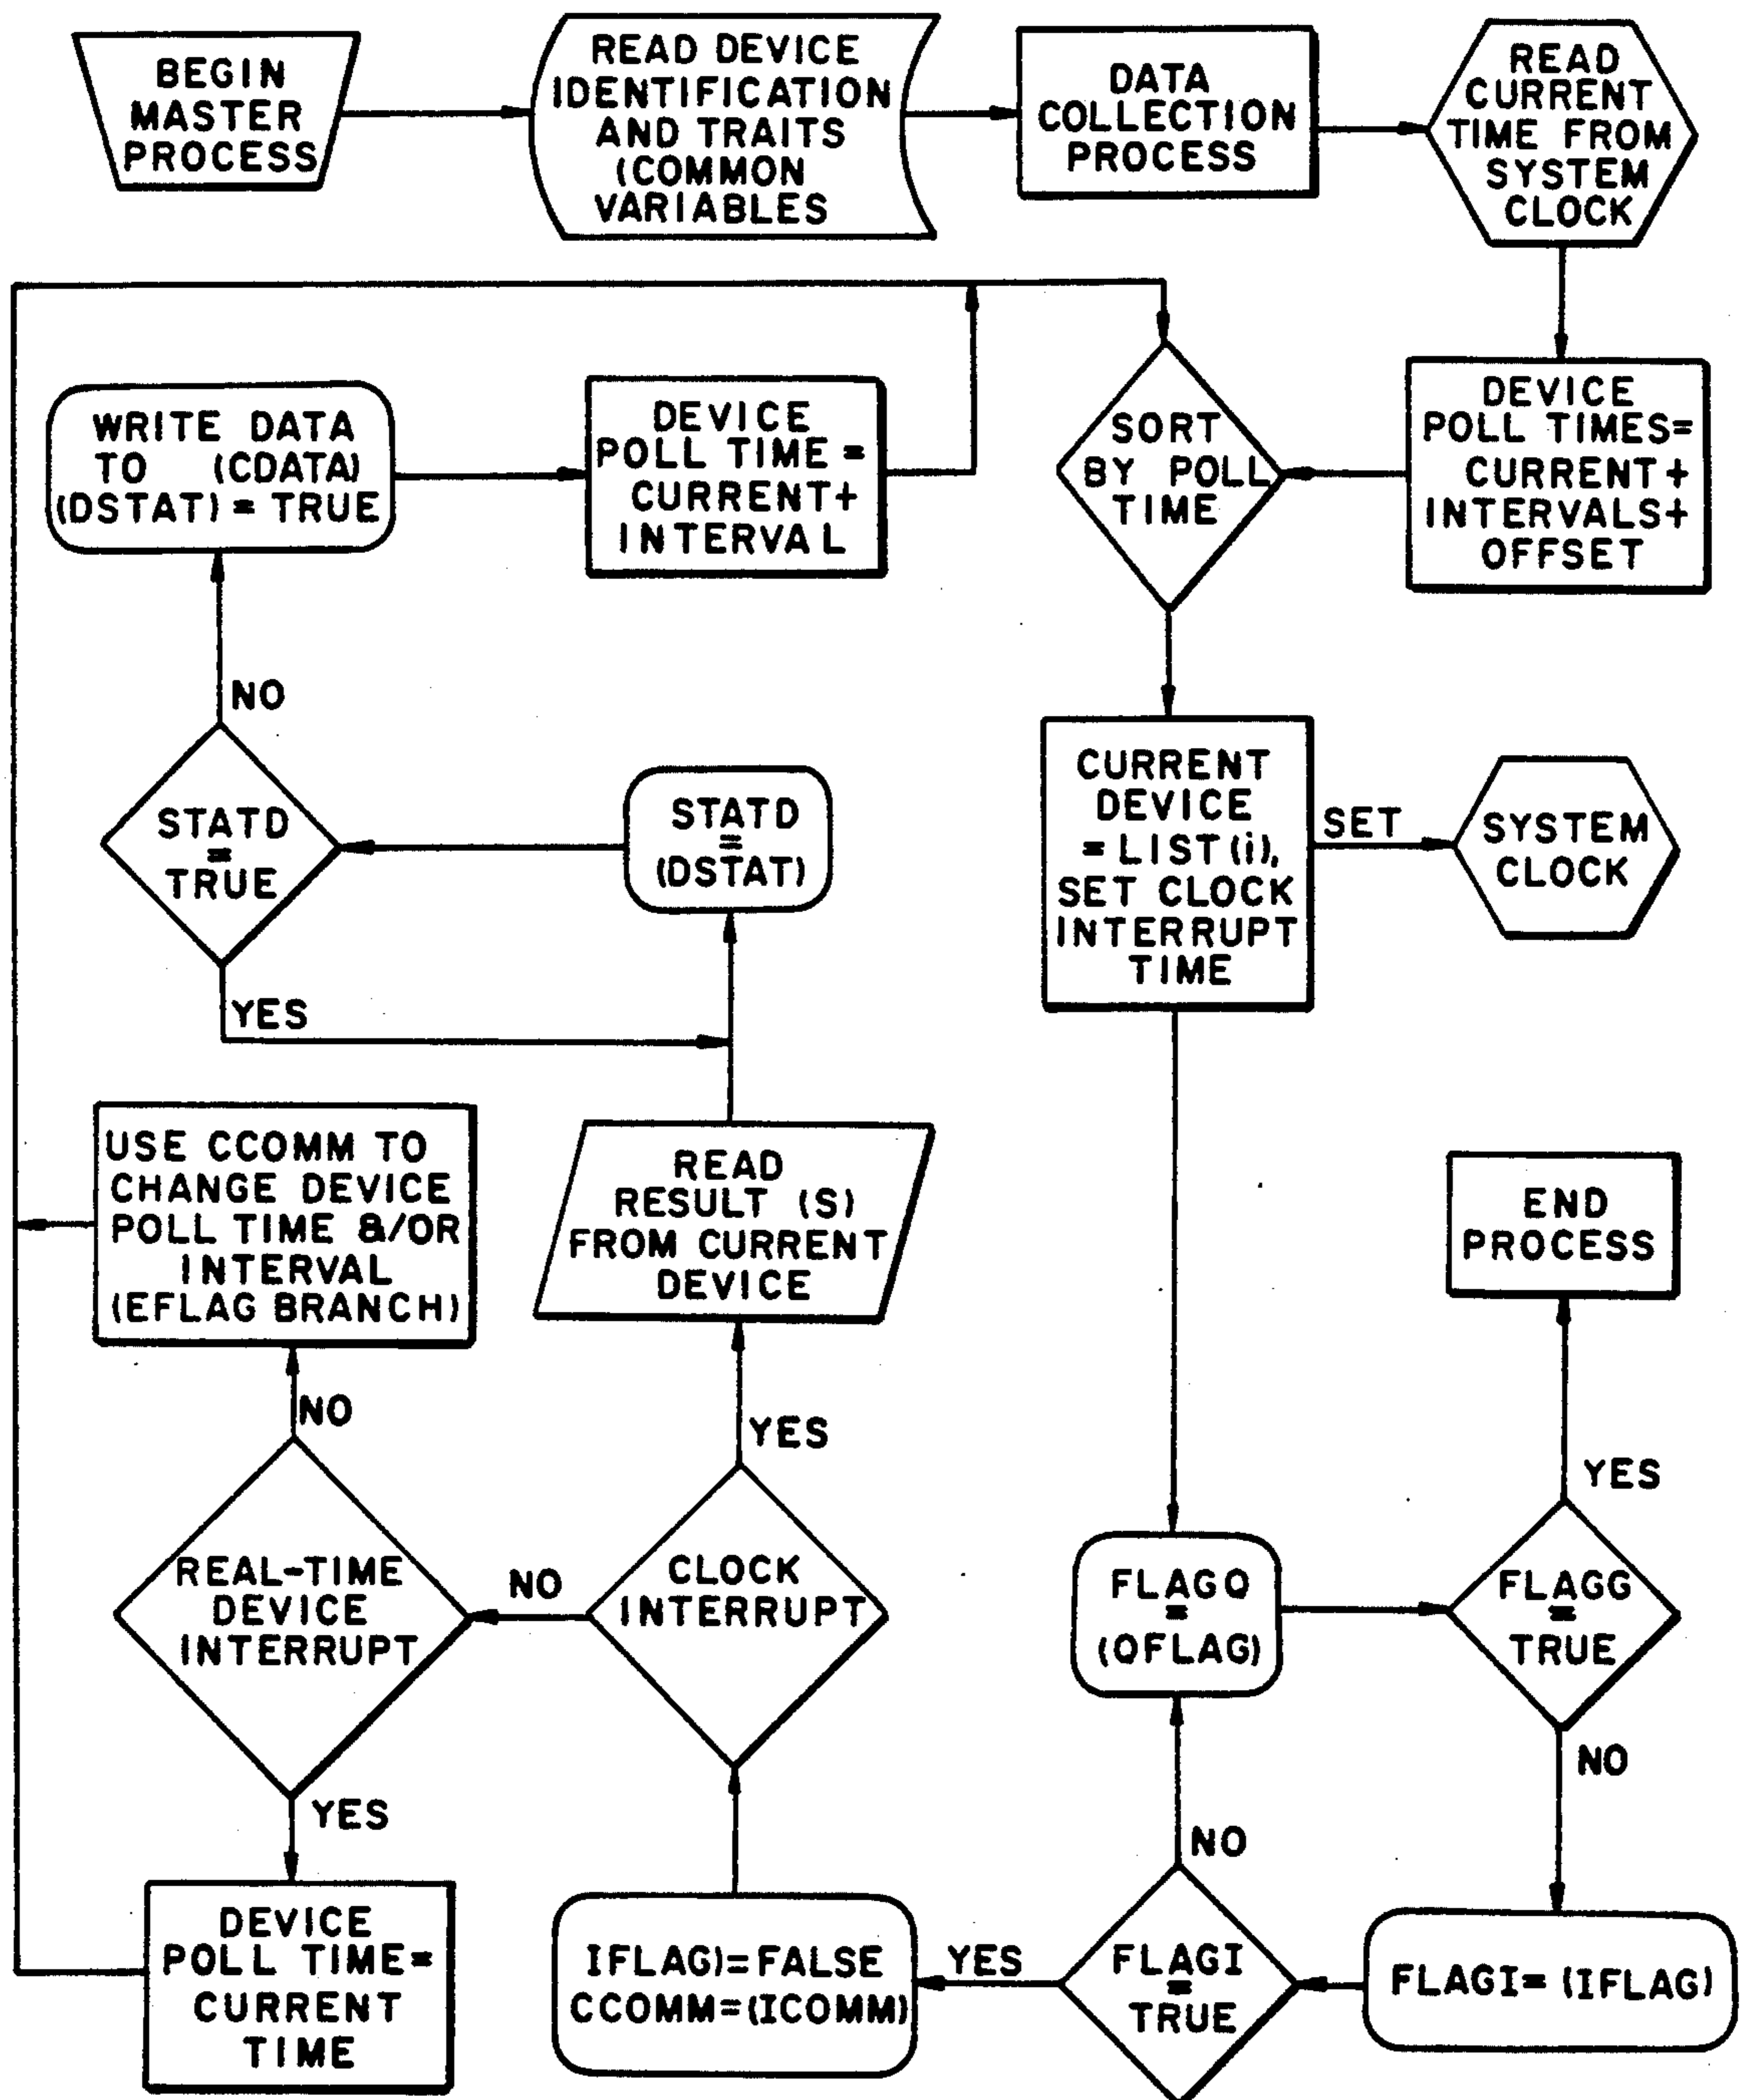 BEGIN
MASTER
PROCESS
READ DEVICE
IDENTIFICATION
AND TRAITS
(COMMON
VARIABLES
DATA
COLLECTION
PROCESS
READ
CURRENT
TIME FROM
SYSTEM
CLOCK
WRITE DATA
TO (CDATA)
(DSTAT) = TRUE
DEVICE
POLL TIME =
CURRENT+
INTERVAL
SORT
BY POLL
TIME
DEVICE
POLL TIMES=
CURRENT+
INTERVALS+
OFFSET
NO
STATD
=
TRUE
YES
STATD
=
(DSTAT)
CURRENT
DEVICE
= LIST (i),
SET CLOCK
INTERRUPT
TIME
SET
SYSTEM
CLOCK
USE CCOMM TO
CHANGE DEVICE
POLL TIME &/OR
INTERVAL
(EFLAG BRANCH)
READ
RESULT (S)
FROM CURRENT
DEVICE
END
PROCESS
NO
YES
YES
REAL-TIME
DEVICE
INTERRUPT
NO
CLOCK
INTERRUPT
FLAGQ
=
(QFLAG)
FLAGG
=
TRUE
YES
NO
NO
DEVICE
POLL TIME=
CURRENT
TIME
IFLAG)=FALSE
CCOMM=(ICOMM)
YES
FLAGI
=
TRUE
FLAGI= (IFLAG)